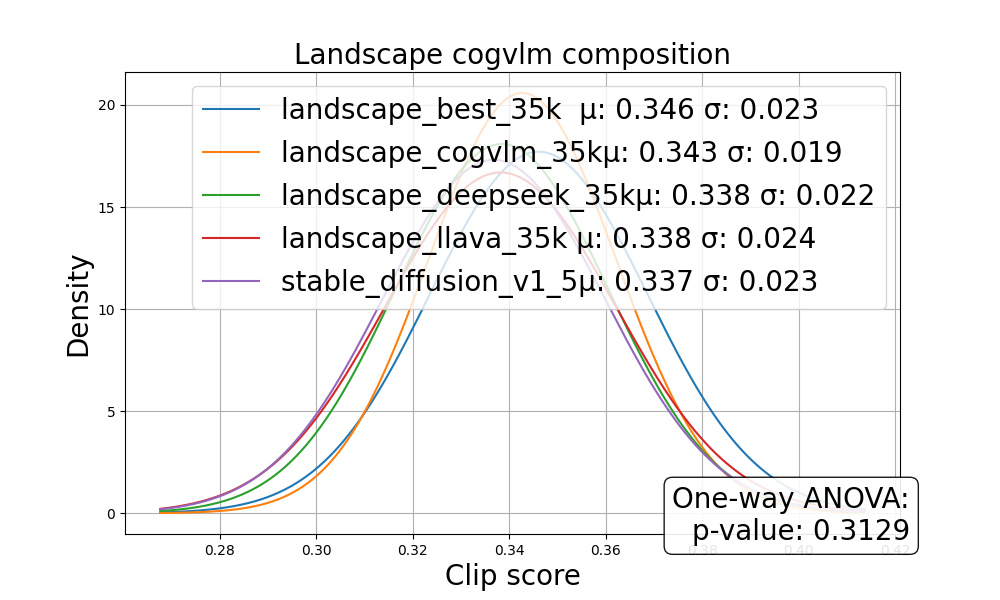 Landscape cogvlm composition
20
15
10
5
0
Density
landscape_best_35k  μ: 0.346 σ: 0.023
landscape_cogvlm_35kμ: 0.343 σ: 0.019
landscape_deepseek_35kμ: 0.338 σ: 0.022
landscape_llava_35k μ: 0.338 σ: 0.024
stable_diffusion_v1_5μ: 0.337 σ: 0.023
One-way ANOVA:
p-value: 0.3129
0.28 0.30 0.32 0.34 0.36 0.38 0.40 0.42
Clip score